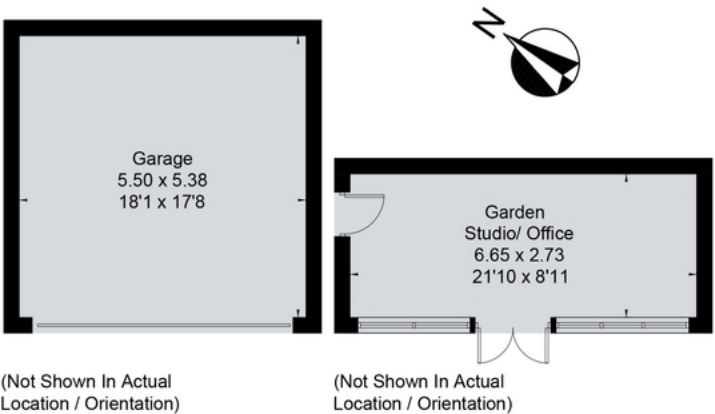 N
Garage
5.50 x 5.38
18'1 x 17'8
Garden
Studio/ Office
6.65 x 2.73
21'10 x 8'11
(Not Shown In Actual
Location / Orientation)
(Not Shown In Actual
Location / Orientation)